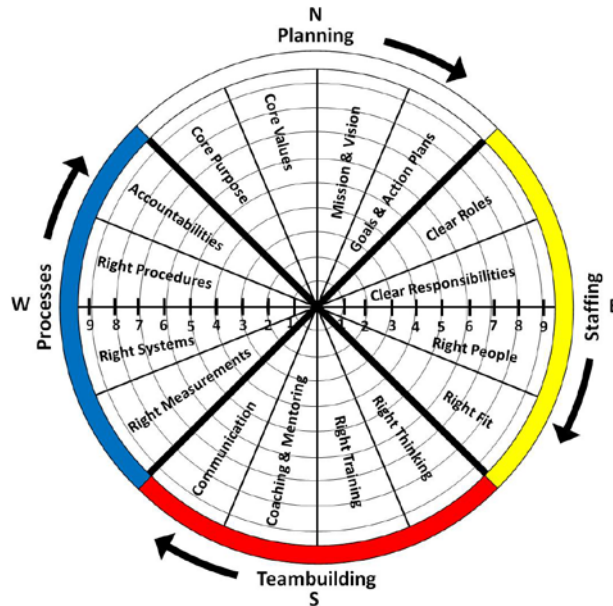 N
Planning
Core Purpose
Core Values
Mission & Vision
Goals & Action Plans
Accountabilities
Clear Roles
Right Procedures
Clear Responsibilities
W
Processes
9 8 7 6 5 4 3 2 1 1 2 3 4 5 6 7 8 9
Staffing
E
Right Systems
Right People
Right Measurements
Right Fit
Communication
Coaching & Mentoring
Right Training
Right Thinking
Teambuilding
S